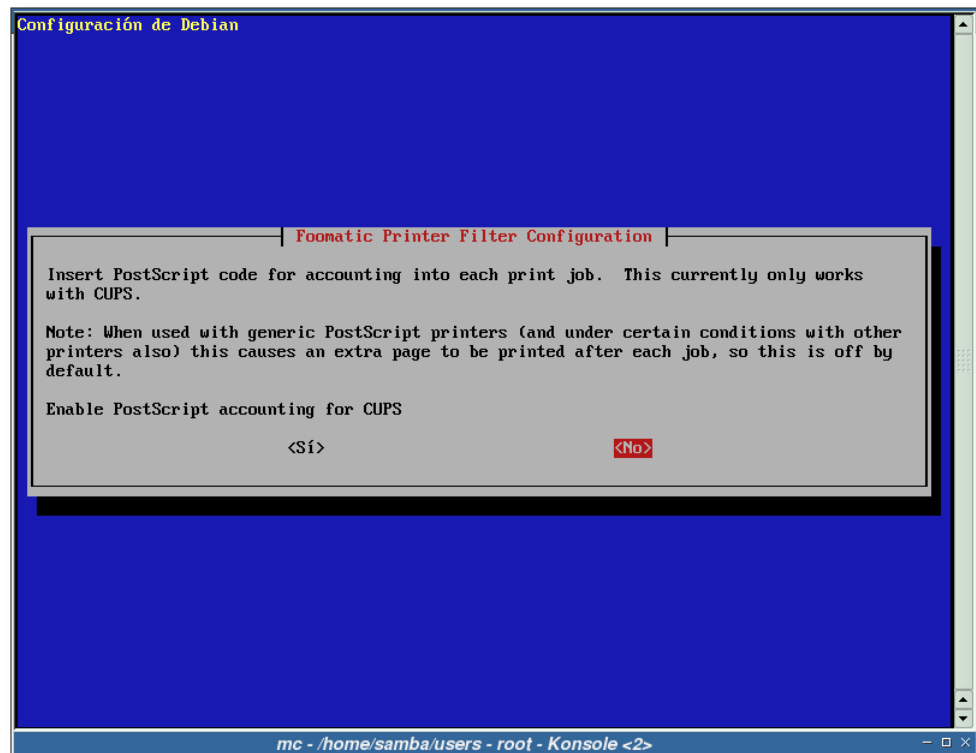 Configuración de Debian
Foomatic Printer Filter Configuration
Insert PostScript code for accounting into each print job.  This currently only works
with CUPS.
Note: When used with generic PostScript printers (and under certain conditions with other
printers also) this causes an extra page to be printed after each job, so this is off by
default.
Enable PostScript accounting for CUPS
<Sí> <No>
mc - /home/samba/users - root - Konsole <2>